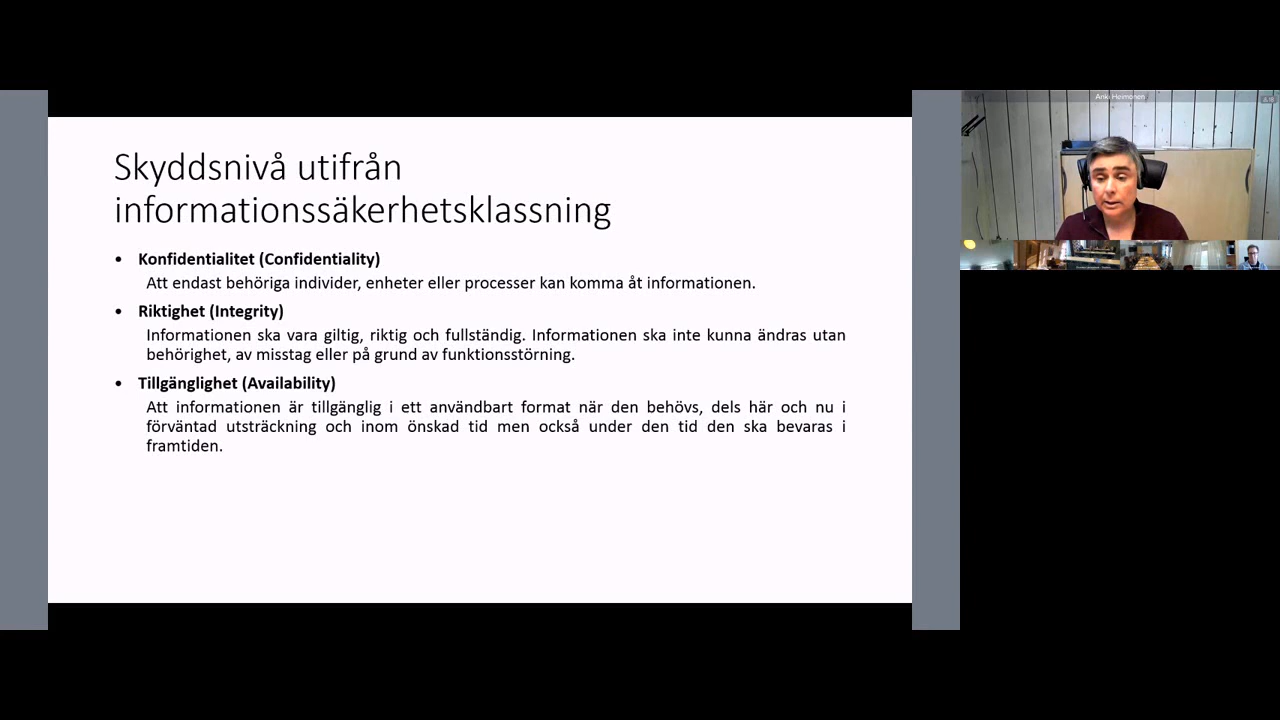 Skyddsnivå utifrån
informationssäkerhetsklassning
• Konfidentialitet (Confidentiality)
Att endast behöriga individer, enheter eller processer kan komma åt informationen.
• Riktighet (Integrity)
Informationen ska vara giltig, riktig och fullständig. Informationen ska inte kunna ändras utan
behörighet, av misstag eller på grund av funktionsstörning.
• Tillgänglighet (Availability)
Att informationen är tillgänglig i ett användbart format när den behövs, dels här och nu i
förväntad utsträckning och inom önskad tid men också under den tid den ska bevaras i
framtiden.